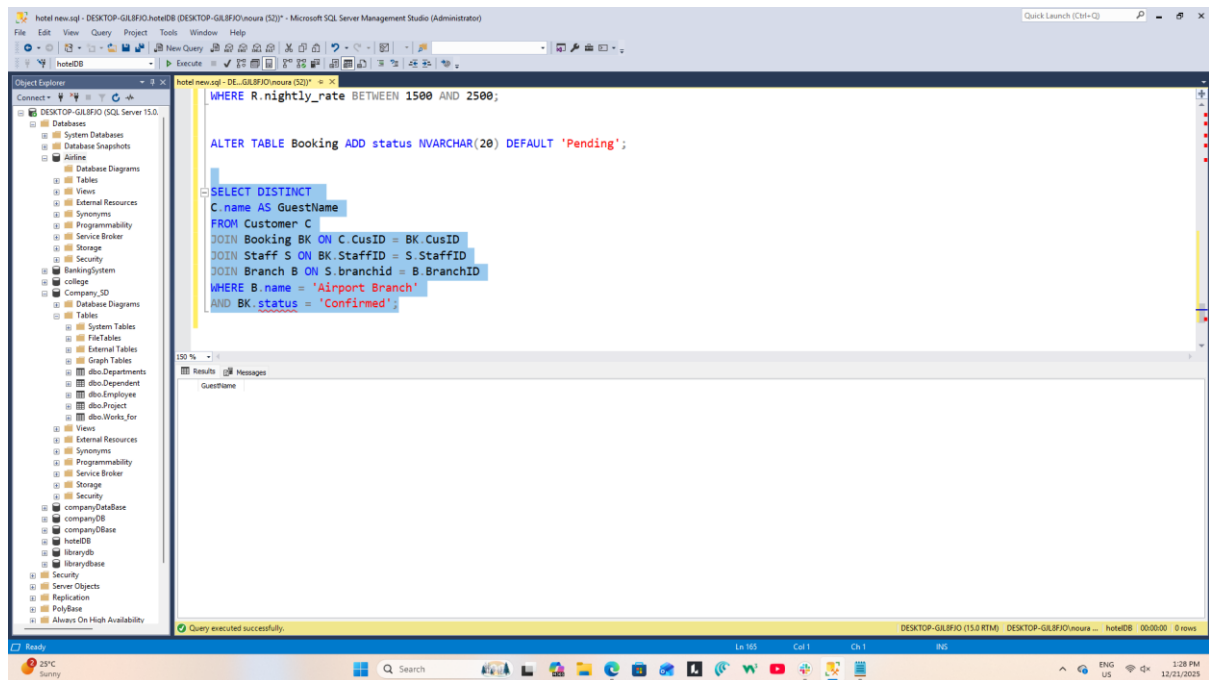 hotel new.sql - DESKTOP-GJL8FJO.hotelDB (DESKTOP-GJL8FJO\noura (52))* - Microsoft SQL Server Management Studio (Administrator)
Quick Launch (Ctrl+Q)
File Edit View Query Project Tools Window Help
New Query
hotelDB
Execute
Object Explorer
hotel new.sql - DE...GJL8FJO\noura (52))*
Connect
DESKTOP-GJL8FJO (SQL Server 15.0.
Databases
System Databases
Database Snapshots
Airline
Database Diagrams
Tables
Views
External Resources
Synonyms
Programmability
Service Broker
Storage
Security
BankingSystem
college
Company_SD
Database Diagrams
Tables
System Tables
FileTables
External Tables
Graph Tables
dbo.Departments
dbo.Dependent
dbo.Employee
dbo.Project
dbo.Works_for
Views
External Resources
Synonyms
Programmability
Service Broker
Storage
Security
companyDataBase
companyDB
companyDBase
hotelDB
librarydb
librarydbase
Security
Server Objects
Replication
PolyBase
Always On High Availability
WHERE R.nightly_rate BETWEEN 1500 AND 2500;
ALTER TABLE Booking ADD status NVARCHAR(20) DEFAULT 'Pending';
SELECT DISTINCT
C.name AS GuestName
FROM Customer C
JOIN Booking BK ON C.CusID = BK.CusID
JOIN Staff S ON BK.StaffID = S.StaffID
JOIN Branch B ON S.branchid = B.BranchID
WHERE B.name = 'Airport Branch'
AND BK.status = 'Confirmed';
150 %
Results Messages
GuestName
Query executed successfully.
DESKTOP-GJL8FJO (15.0 RTM) DESKTOP-GJL8FJO\noura ... hotelDB 00:00:00 0 rows
Ready
Ln 165 Col 1 Ch 1 INS
2
25°C
Sunny
Search
ENG
US
1:28 PM
12/21/2025